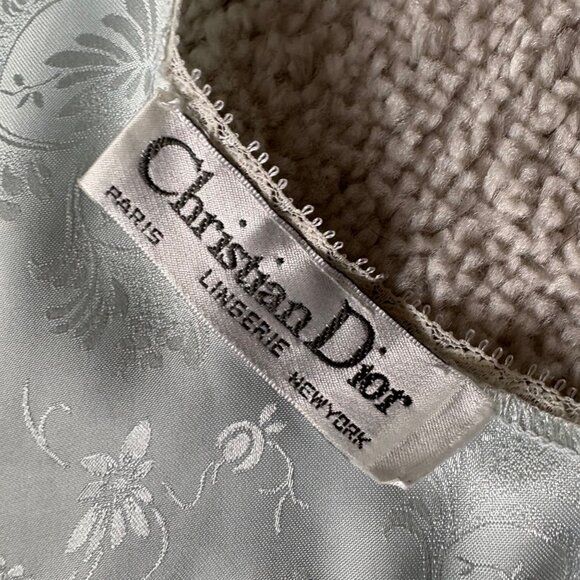 Christian Dior
PARIS LINGERIE NEW YORK